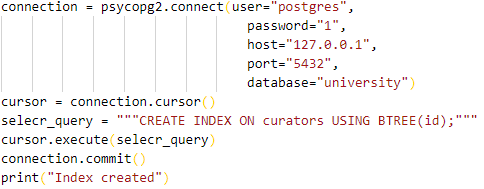 connection = psycopg2.connect(user="postgres",
password="1",
host="127.0.0.1",
port="5432",
database="university")
cursor = connection.cursor()
selecr_query = """CREATE INDEX ON curators USING BTREE(id);"""
cursor.execute(selecr_query)
connection.commit()
print("Index created")